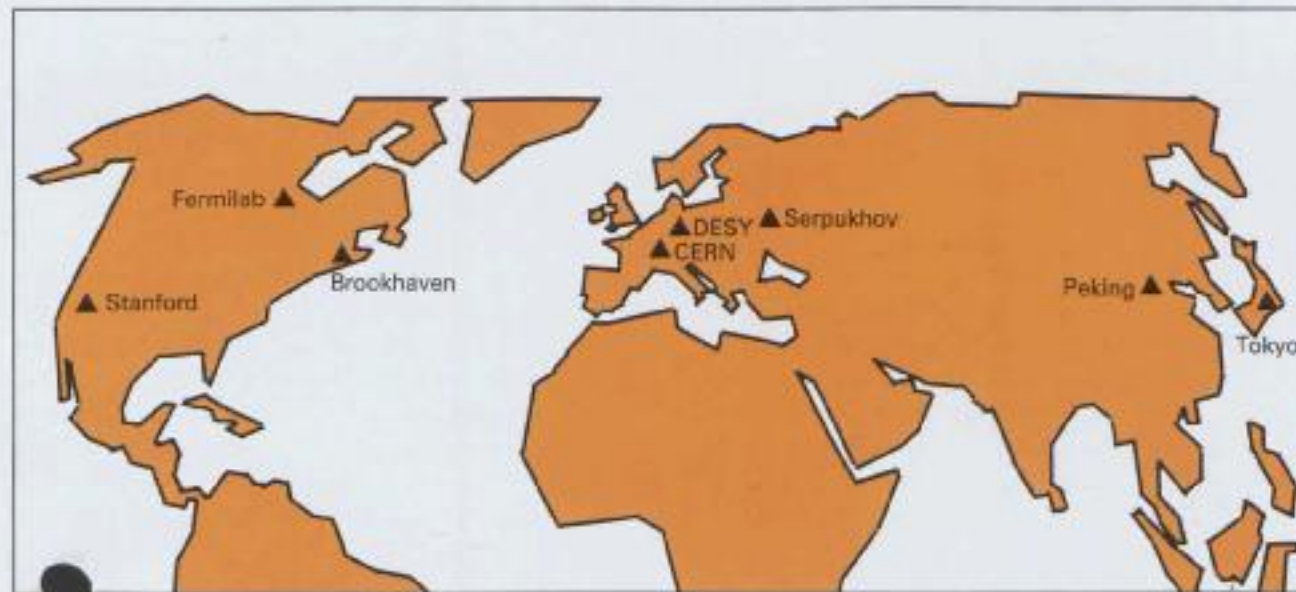 Fermilab
DESY
Serpukhov
CERN
Brookhaven
Stanford
Peking
Tokyo